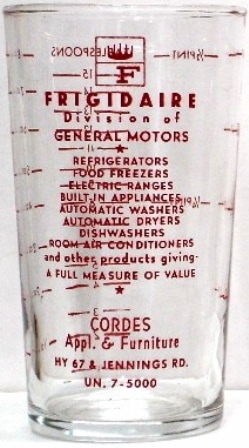 F
FRIGIDAIRE
Division of
GENERAL MOTORS
REFRIGERATORS
FOOD FREEZERS
ELECTRIC RANGES
BUILT-IN APPLIANCES
AUTOMATIC WASHERS
AUTOMATIC DRYERS
DISHWASHERS
ROOM AIR CONDITIONERS
and other products giving-
A FULL MEASURE OF VALUE
CORDES
Appl. & Furniture
HY 67 & JENNINGS RD.
UN. 7-5000